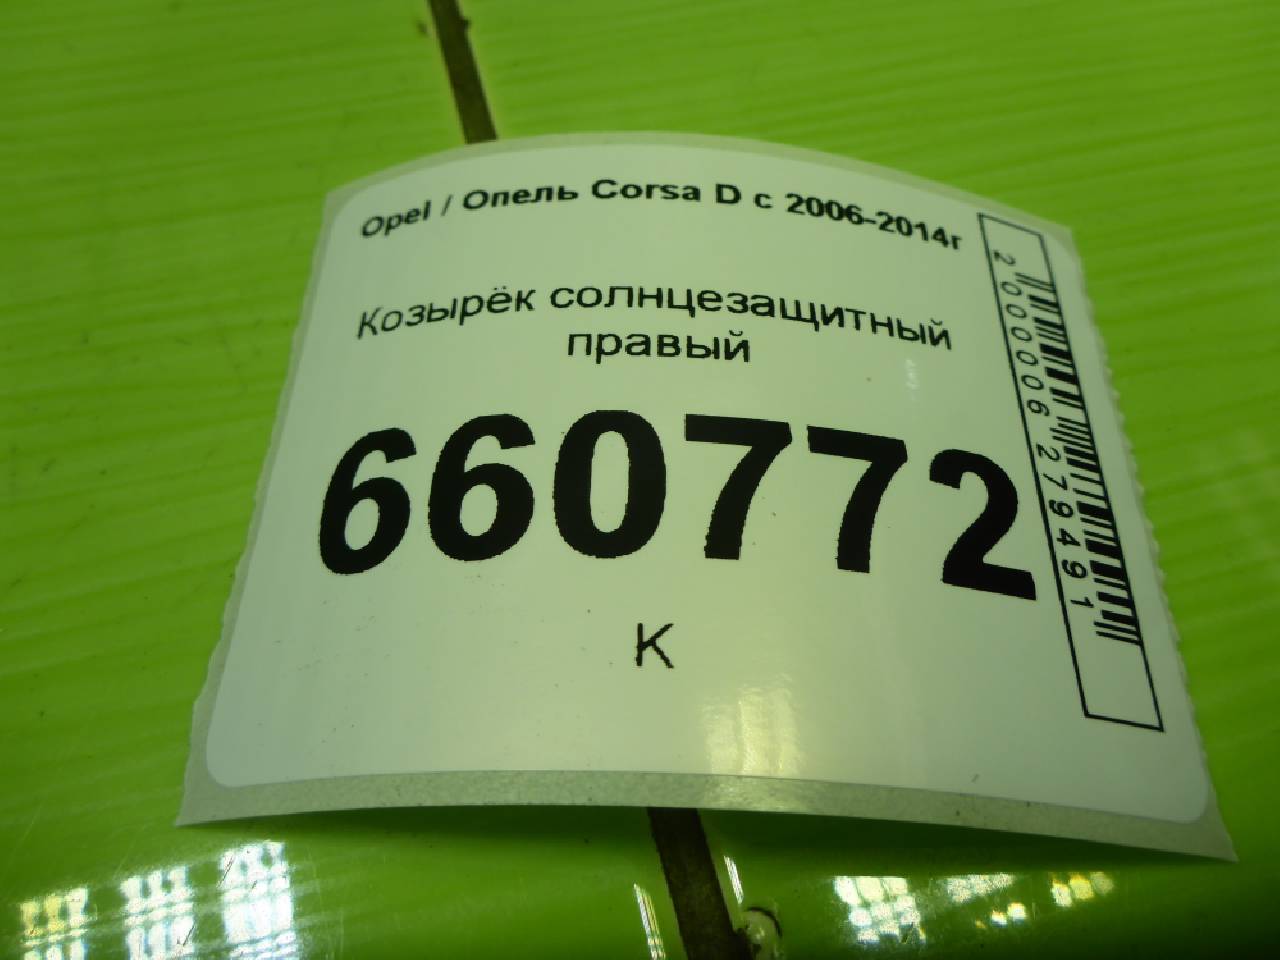 Opel / Опель Corsa D с 2006-2014г
Козырёк солнцезащитный
правый
660772
К
2000006279491